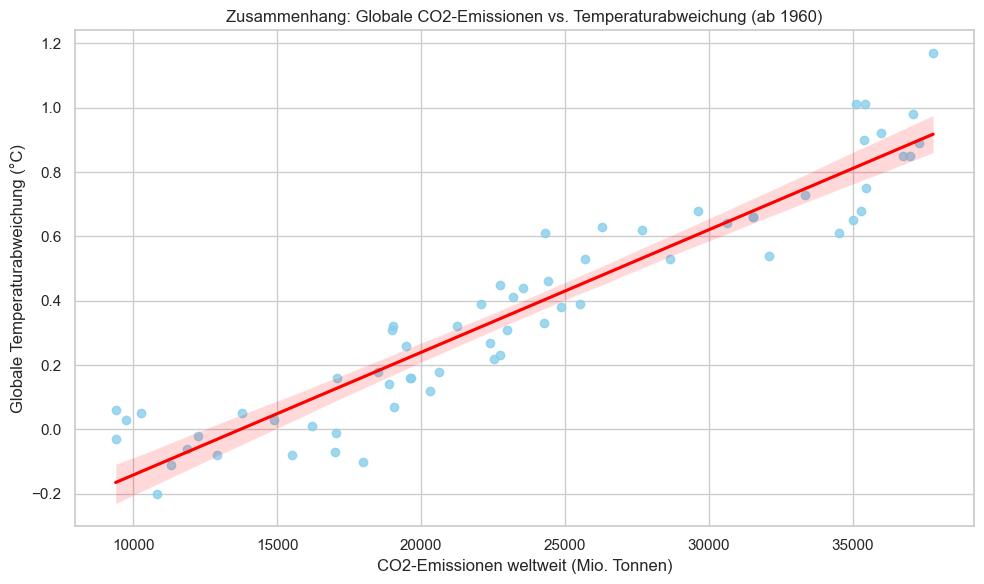 Zusammenhang: Globale CO2-Emissionen vs. Temperaturabweichung (ab 1960)
Globale Temperaturabweichung (°C)
1.2
1.0
0.8
0.6
0.4
0.2
0.0
−0.2
10000 15000 20000 25000 30000 35000
CO2-Emissionen weltweit (Mio. Tonnen)